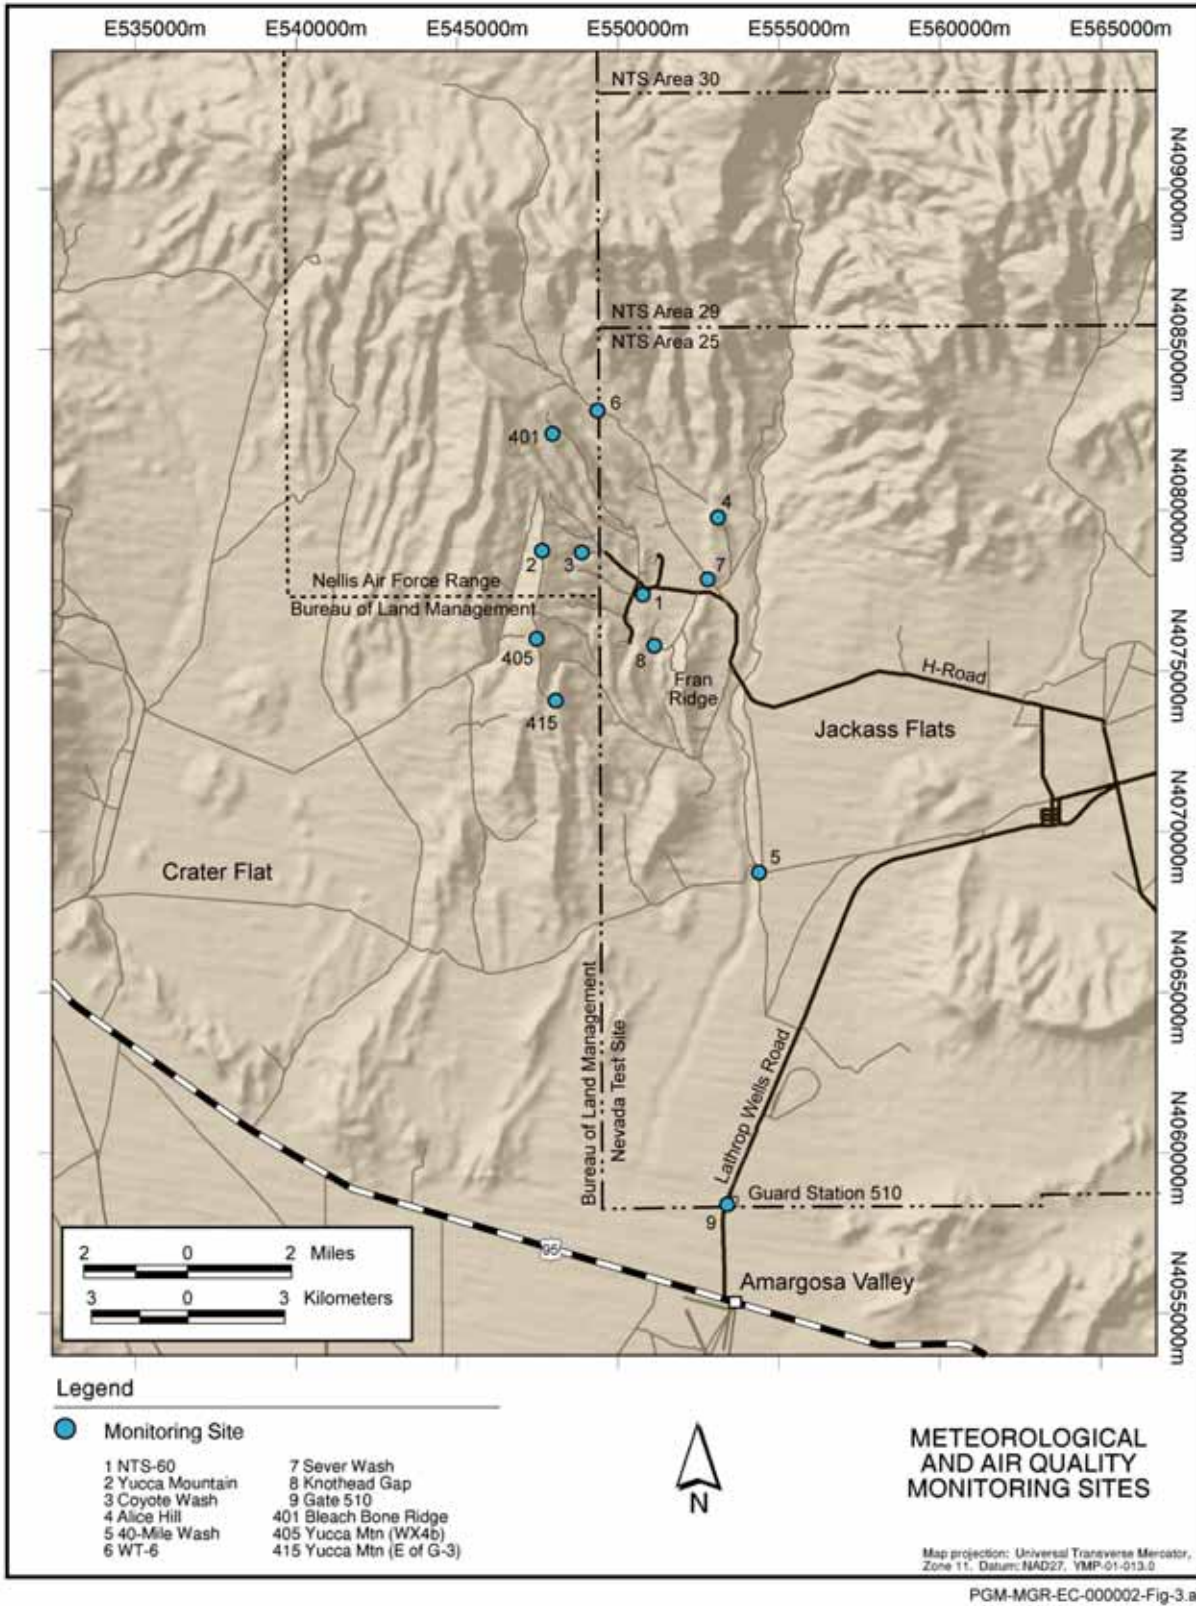 E535000m E540000m E545000m E550000m E555000m E560000m E565000m
NTS Area 30
N4090000m
NTS Area 29
N4085000m
NTS Area 25
6
401
4
N4080000m
2
3
7
Nellis Air Force Range
1
Bureau of Land Management
405
8
N4075000m
H-Road
Fran
Ridge
415
Jackass Flats
N4070000m
5
Crater Flat
N4065000m
Bureau of Land Management
Nevada Test Site
Lathrop Wells Road
N4060000m
Guard Station 510
9
95
2 0 2 Miles
Amargosa Valley
3 0 3 Kilometers
N4055000m
Legend
Monitoring Site
1 NTS-60
2 Yucca Mountain
3 Coyote Wash
4 Alice Hill
5 40-Mile Wash
6 WT-6
7 Sever Wash
8 Knothead Gap
9 Gate 510
401 Bleach Bone Ridge
405 Yucca Mtn (WX4b)
415 Yucca Mtn (E of G-3)
N
METEOROLOGICAL
AND AIR QUALITY
MONITORING SITES
Map projection: Universal Transverse Mercator,
Zone 11, Datum: NAD27, YMP-01-013.0
PGM-MGR-EC-000002-Fig-3.a